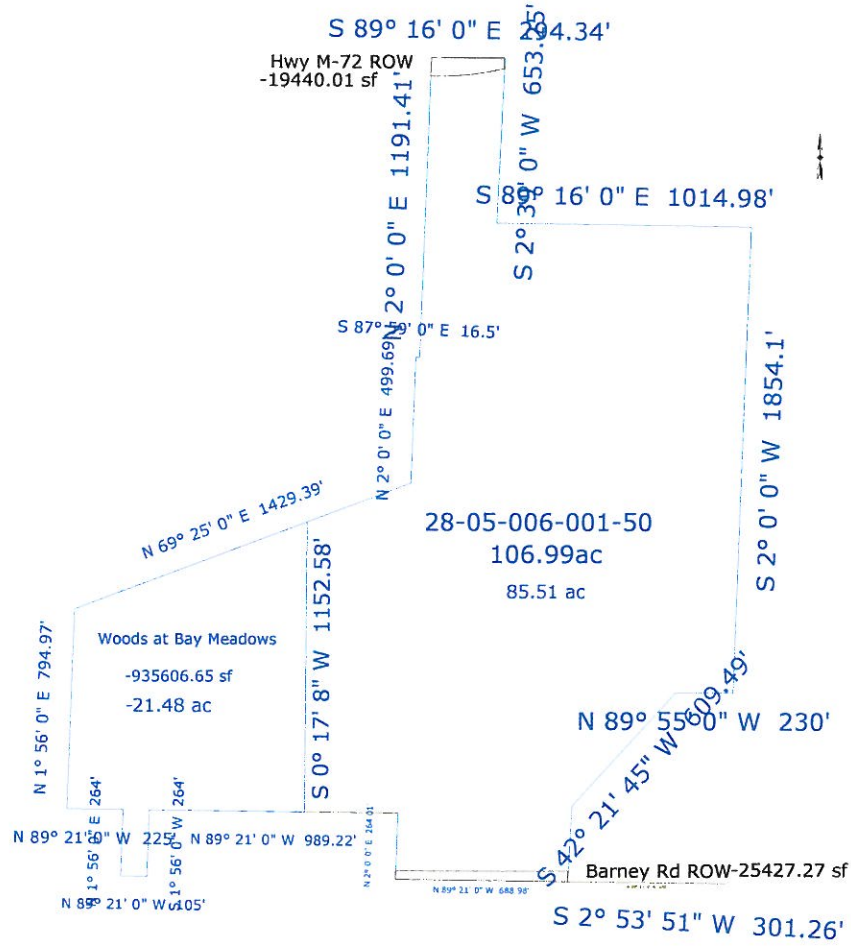 S 89° 16' 0" E 294.34'
Hwy M-72 ROW
-19440.01 sf
S 2° 39' 0" W 653.25'
N 2° 0' 0" E 1191.41'
S 89° 16' 0" E 1014.98'
S 87° 59' 0" E 16.5'
N 2° 0' 0" E 499.69'
S 2° 0' 0" W 1854.1'
N 69° 25' 0" E 1429.39'
28-05-006-001-50
106.99ac
85.51 ac
S 0° 17' 8" W 1152.58'
Woods at Bay Meadows
-935606.65 sf
-21.48 ac
N 1° 56' 0" E 794.97'
N 89° 55' 0" W 230'
S 42° 21' 45" W 609.49'
N 89° 21' 0" W 225'
1° 56' 0" E 264'
S 1° 56' 0" W 264'
N 89° 21' 0" W 989.22'
N 2° 0' 0" E 264.01
N 89° 21' 0" W 105'
N 89° 21' 0" W 688.98'
Barney Rd ROW-25427.27 sf
S 2° 53' 51" W 301.26'